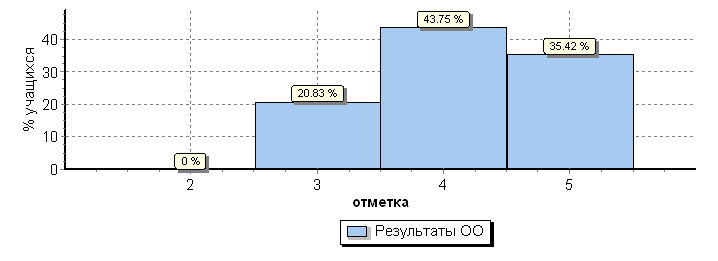 % учащихся
43.75 %
40
35.42 %
30
20.83 %
20
10
0 %
0
2 3 4 5
отметка
Результаты ОО